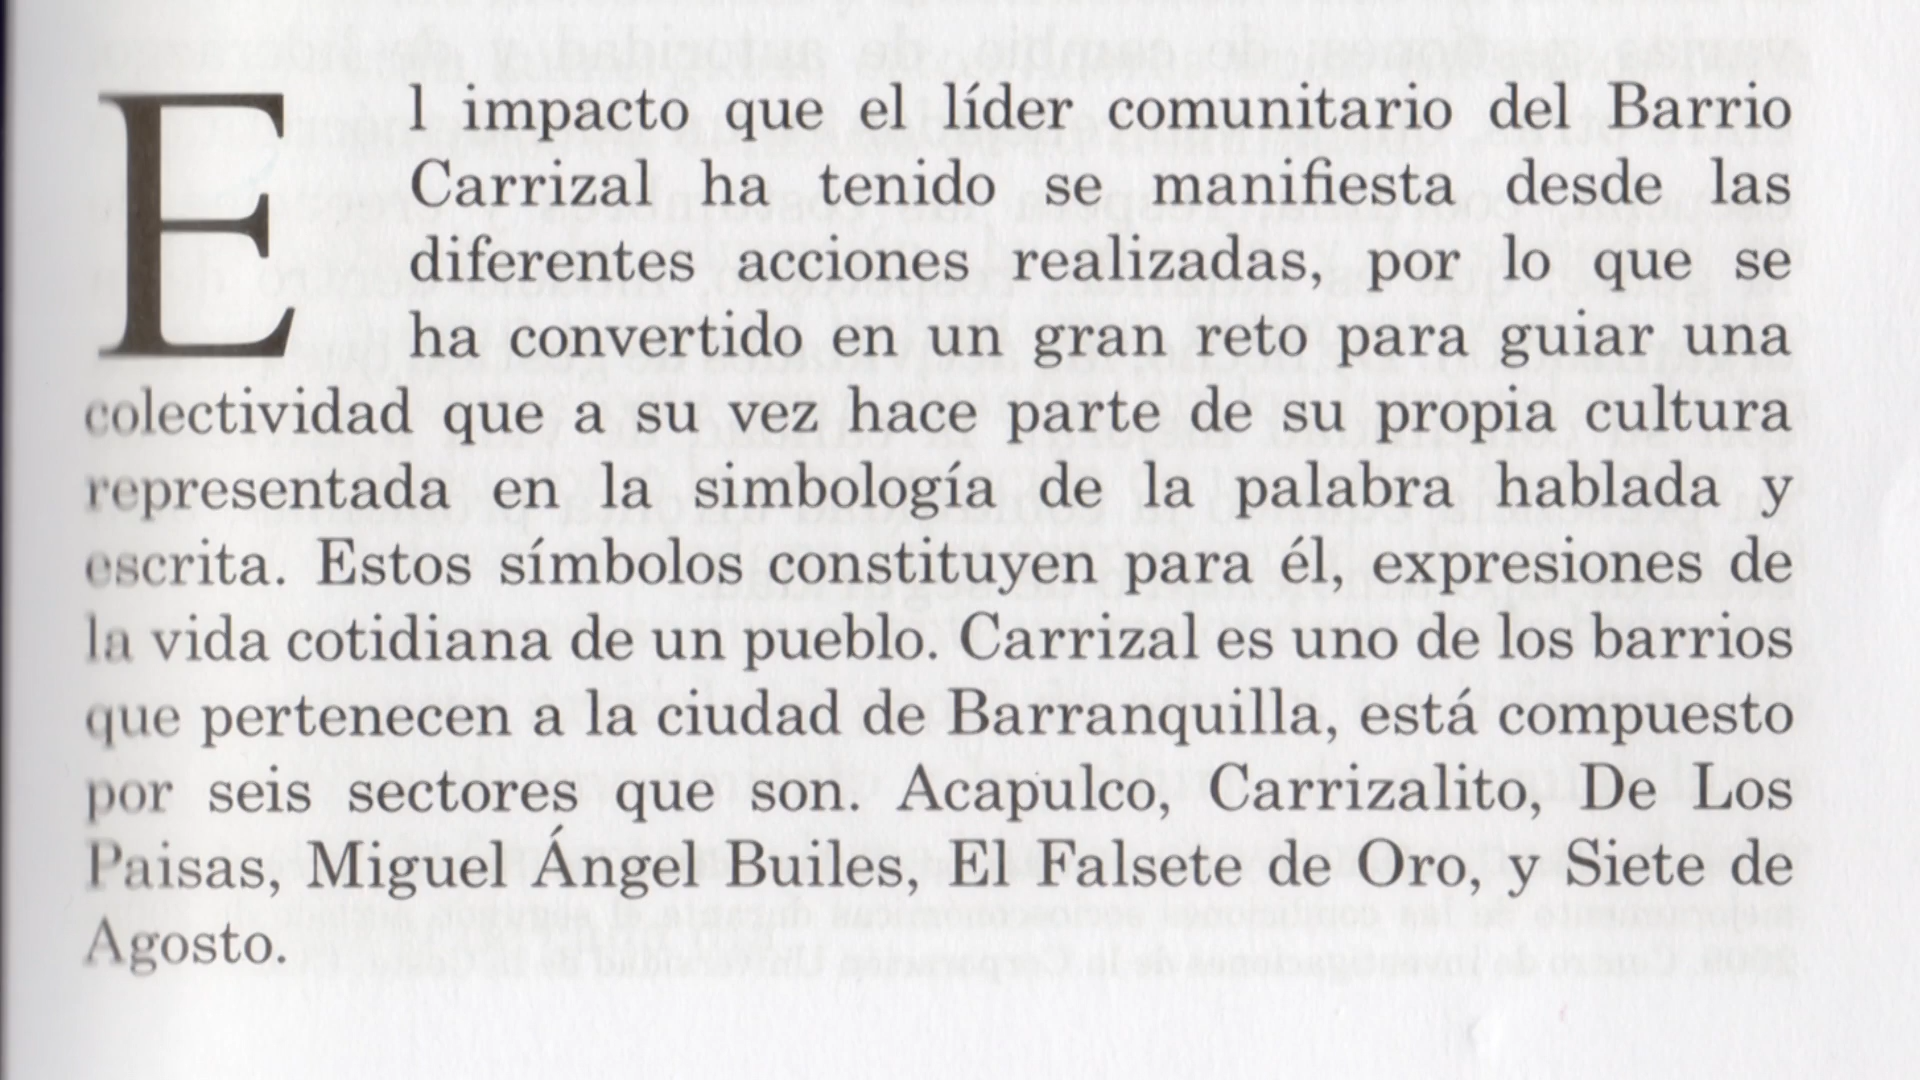 El impacto que el líder comunitario del Barrio
Carrizal ha tenido se manifiesta desde las
diferentes acciones realizadas, por lo que se
ha convertido en un gran reto para guiar una
colectividad que a su vez hace parte de su propia cultura
representada en la simbología de la palabra hablada y
escrita. Estos símbolos constituyen para él, expresiones de
la vida cotidiana de un pueblo. Carrizal es uno de los barrios
que pertenecen a la ciudad de Barranquilla, está compuesto
por seis sectores que son. Acapulco, Carrizalito, De Los
Paisas, Miguel Ángel Builes, El Falsete de Oro, y Siete de
Agosto.